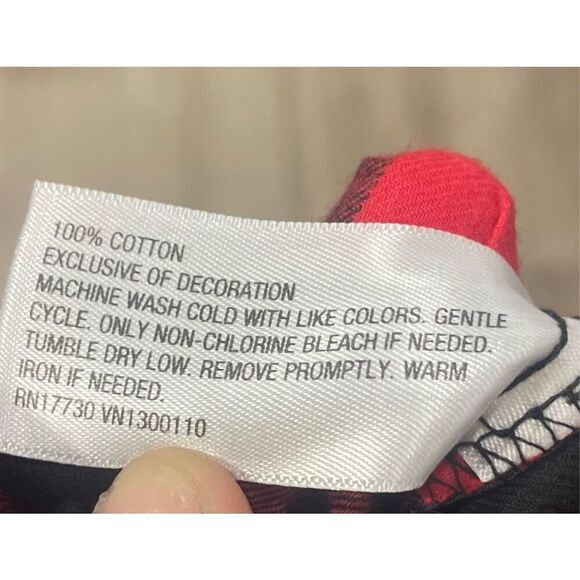 100% COTTON
EXCLUSIVE OF DECORATION
MACHINE WASH COLD WITH LIKE COLORS. GENTLE
CYCLE. ONLY NON-CHLORINE BLEACH IF NEEDED.
TUMBLE DRY LOW. REMOVE PROMPTLY. WARM
IRON IF NEEDED.
RN17730 VN1300110